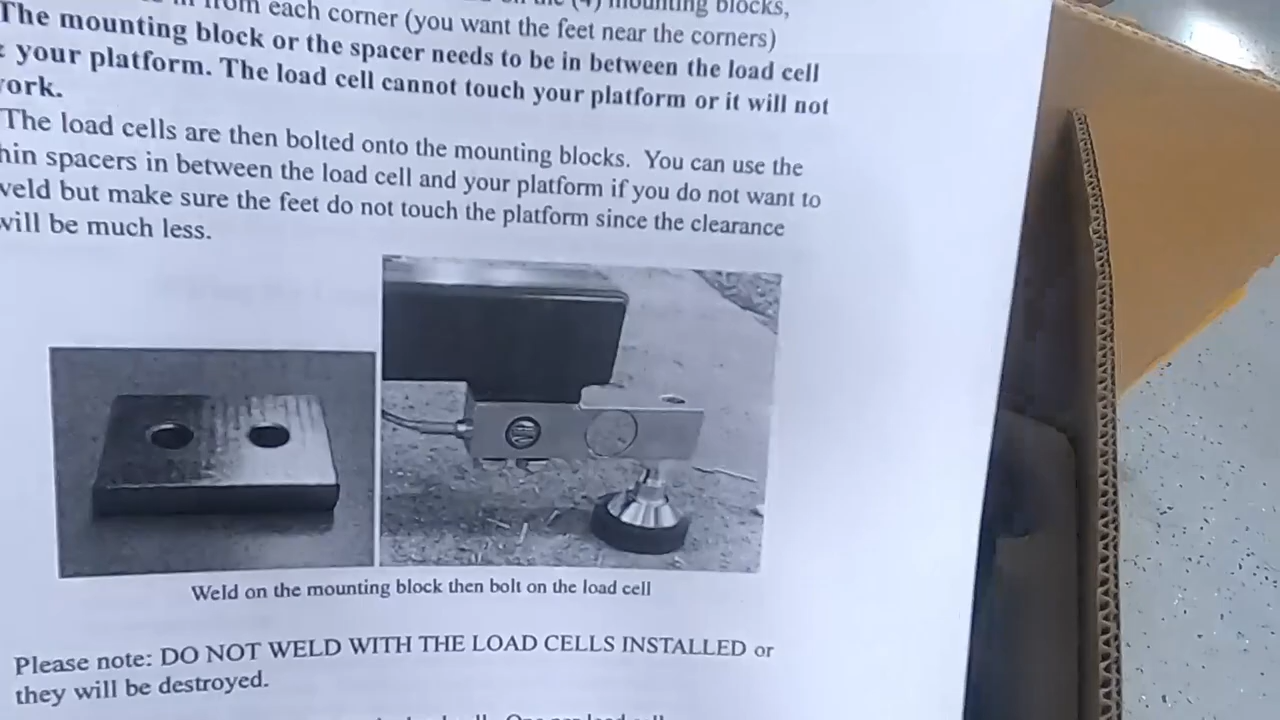 from each corner (you want the feet near the corners)
The mounting block or the spacer needs to be in between the load cell
your platform. The load cell cannot touch your platform or it will not
ork.
The load cells are then bolted onto the mounting blocks. You can use the
hin spacers in between the load cell and your platform if you do not want to
veld but make sure the feet do not touch the platform since the clearance
will be much less.
Weld on the mounting block then bolt on the load cell
Please note: DO NOT WELD WITH THE LOAD CELLS INSTALLED or
they will be destroyed.